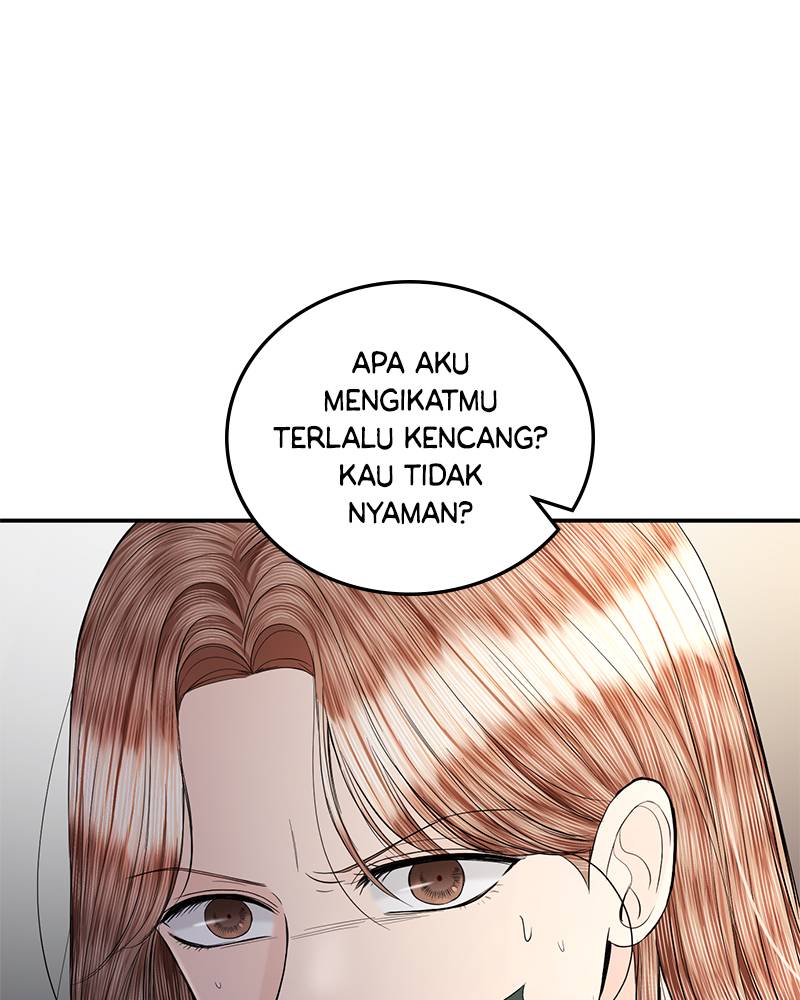 APA AKU
MENGIKATMU
TERLALU KENCANG?
KAU TIDAK
NYAMAN?